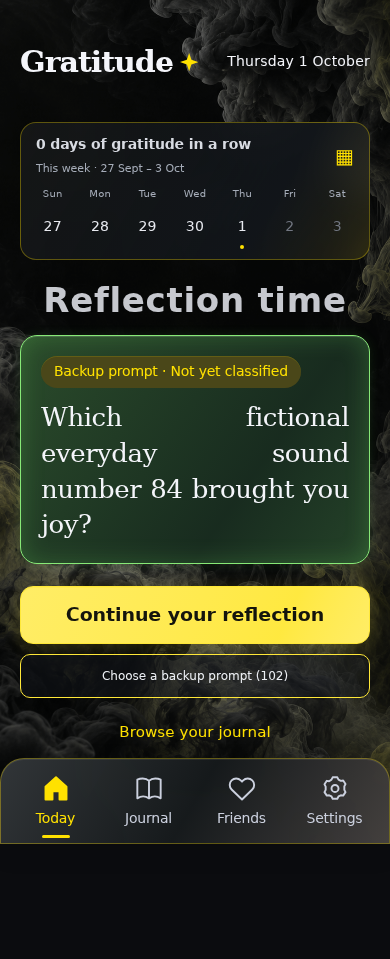 Gratitude
Thursday 1 October
0 days of gratitude in a row
This week · 27 Sept – 3 Oct
Sun Mon Tue Wed Thu Fri Sat
27 28 29 30 1 2 3
Reflection time
Backup prompt · Not yet classified
Which fictional
everyday sound
number 84 brought you
joy?
Continue your reflection
Choose a backup prompt (102)
Browse your journal
Today Journal Friends Settings